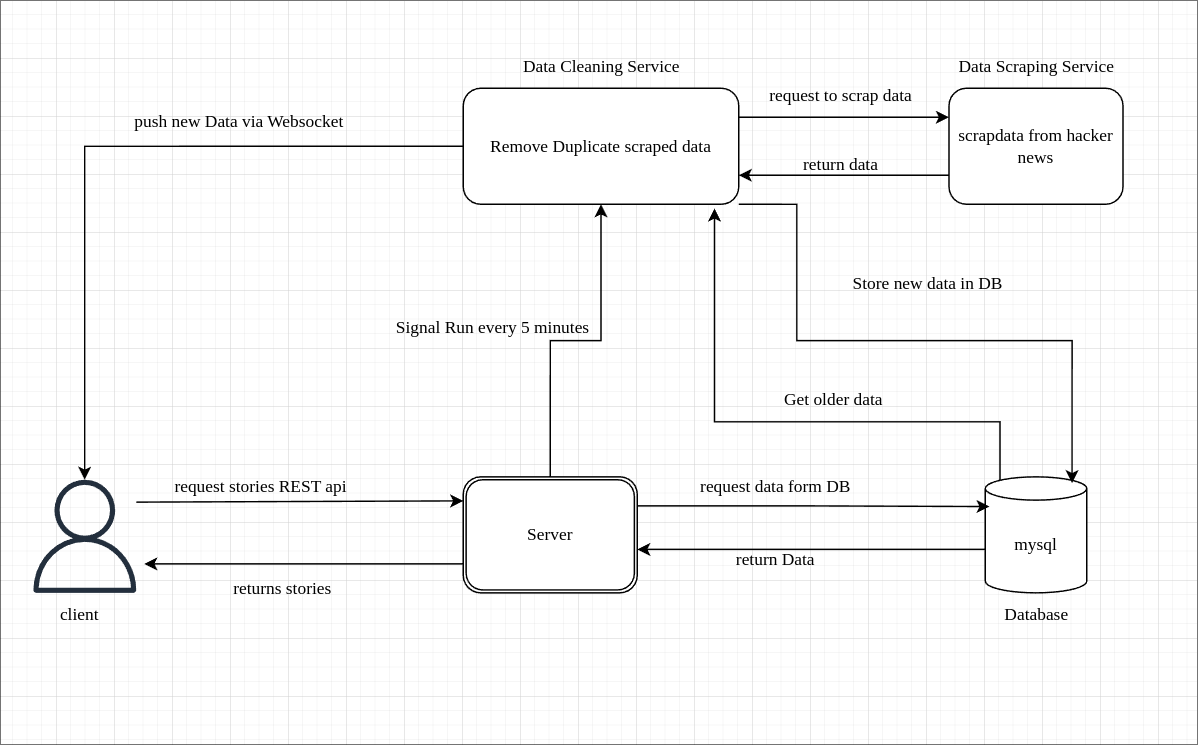 Data Cleaning Service
Data Scraping Service
request to scrap data
push new Data via Websocket
Remove Duplicate scraped data
scrapdata from hacker
news
return data
Store new data in DB
Signal Run every 5 minutes
Get older data
request stories REST api
request data form DB
Server
mysql
return Data
returns stories
client
Database